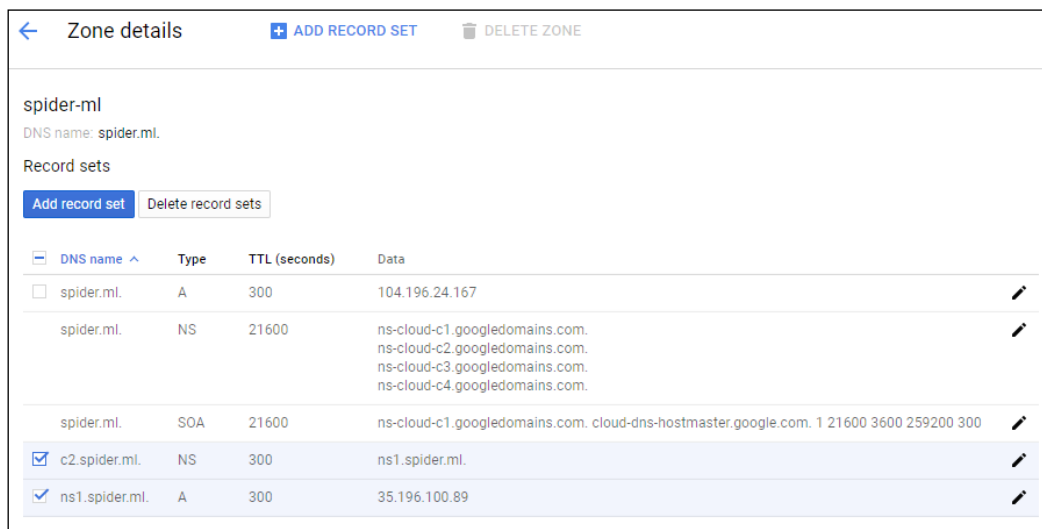 Zone details ADD RECORD SET DELETE ZONE
spider-ml
DNS name: spider.ml.
Record sets
Add record set Delete record sets
DNS name Type TTL (seconds) Data
spider.ml. A 300 104.196.24.167
spider.ml. NS 21600 ns-cloud-c1.googledomains.com.
ns-cloud-c2.googledomains.com.
ns-cloud-c3.googledomains.com.
ns-cloud-c4.googledomains.com.
spider.ml. SOA 21600 ns-cloud-c1.googledomains.com. cloud-dns-hostmaster.google.com. 1 21600 3600 259200 300
c2.spider.ml. NS 300 ns1.spider.ml.
ns1.spider.ml. A 300 35.196.100.89